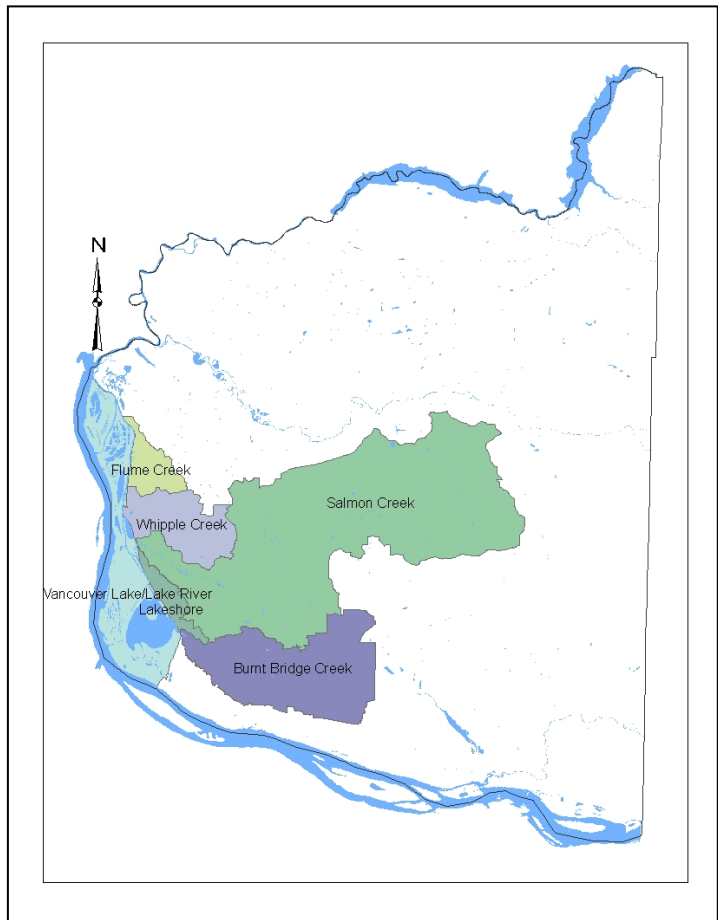 N
Flume Creek
Salmon Creek
Whipple Creek
Vancouver Lake/Lake River
Lakeshore
Burnt Bridge Creek